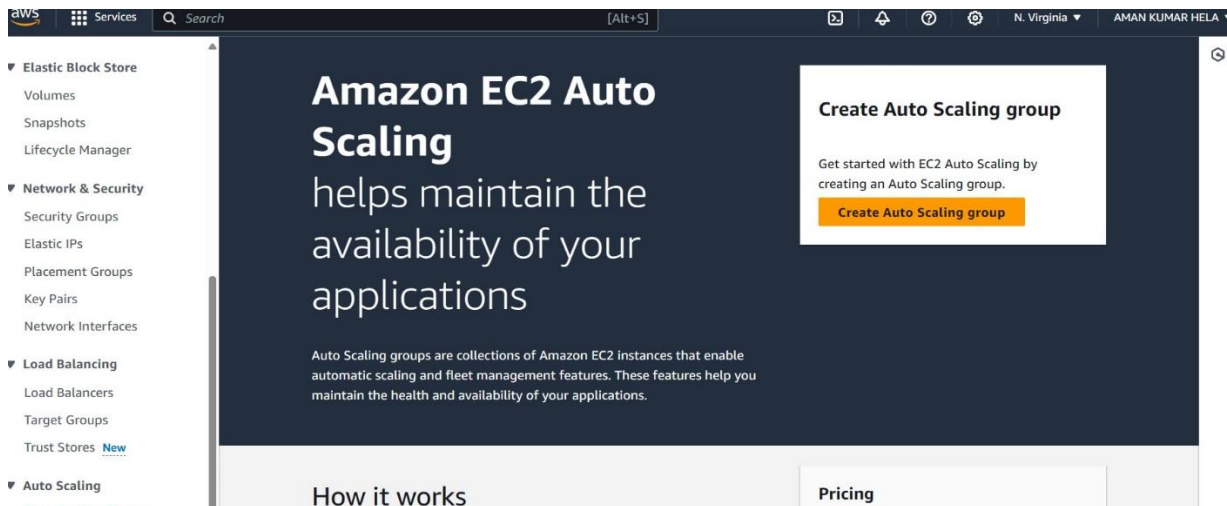 aws
Services
Search
[Alt+S]
N. Virginia
AMAN KUMAR HELA
Elastic Block Store
Volumes
Snapshots
Lifecycle Manager
Network & Security
Security Groups
Elastic IPs
Placement Groups
Key Pairs
Network Interfaces
Load Balancing
Load Balancers
Target Groups
Trust Stores New
Auto Scaling
Amazon EC2 Auto
Scaling
helps maintain the
availability of your
applications
Auto Scaling groups are collections of Amazon EC2 instances that enable
automatic scaling and fleet management features. These features help you
maintain the health and availability of your applications.
Create Auto Scaling group
Get started with EC2 Auto Scaling by
creating an Auto Scaling group.
Create Auto Scaling group
How it works
Pricing